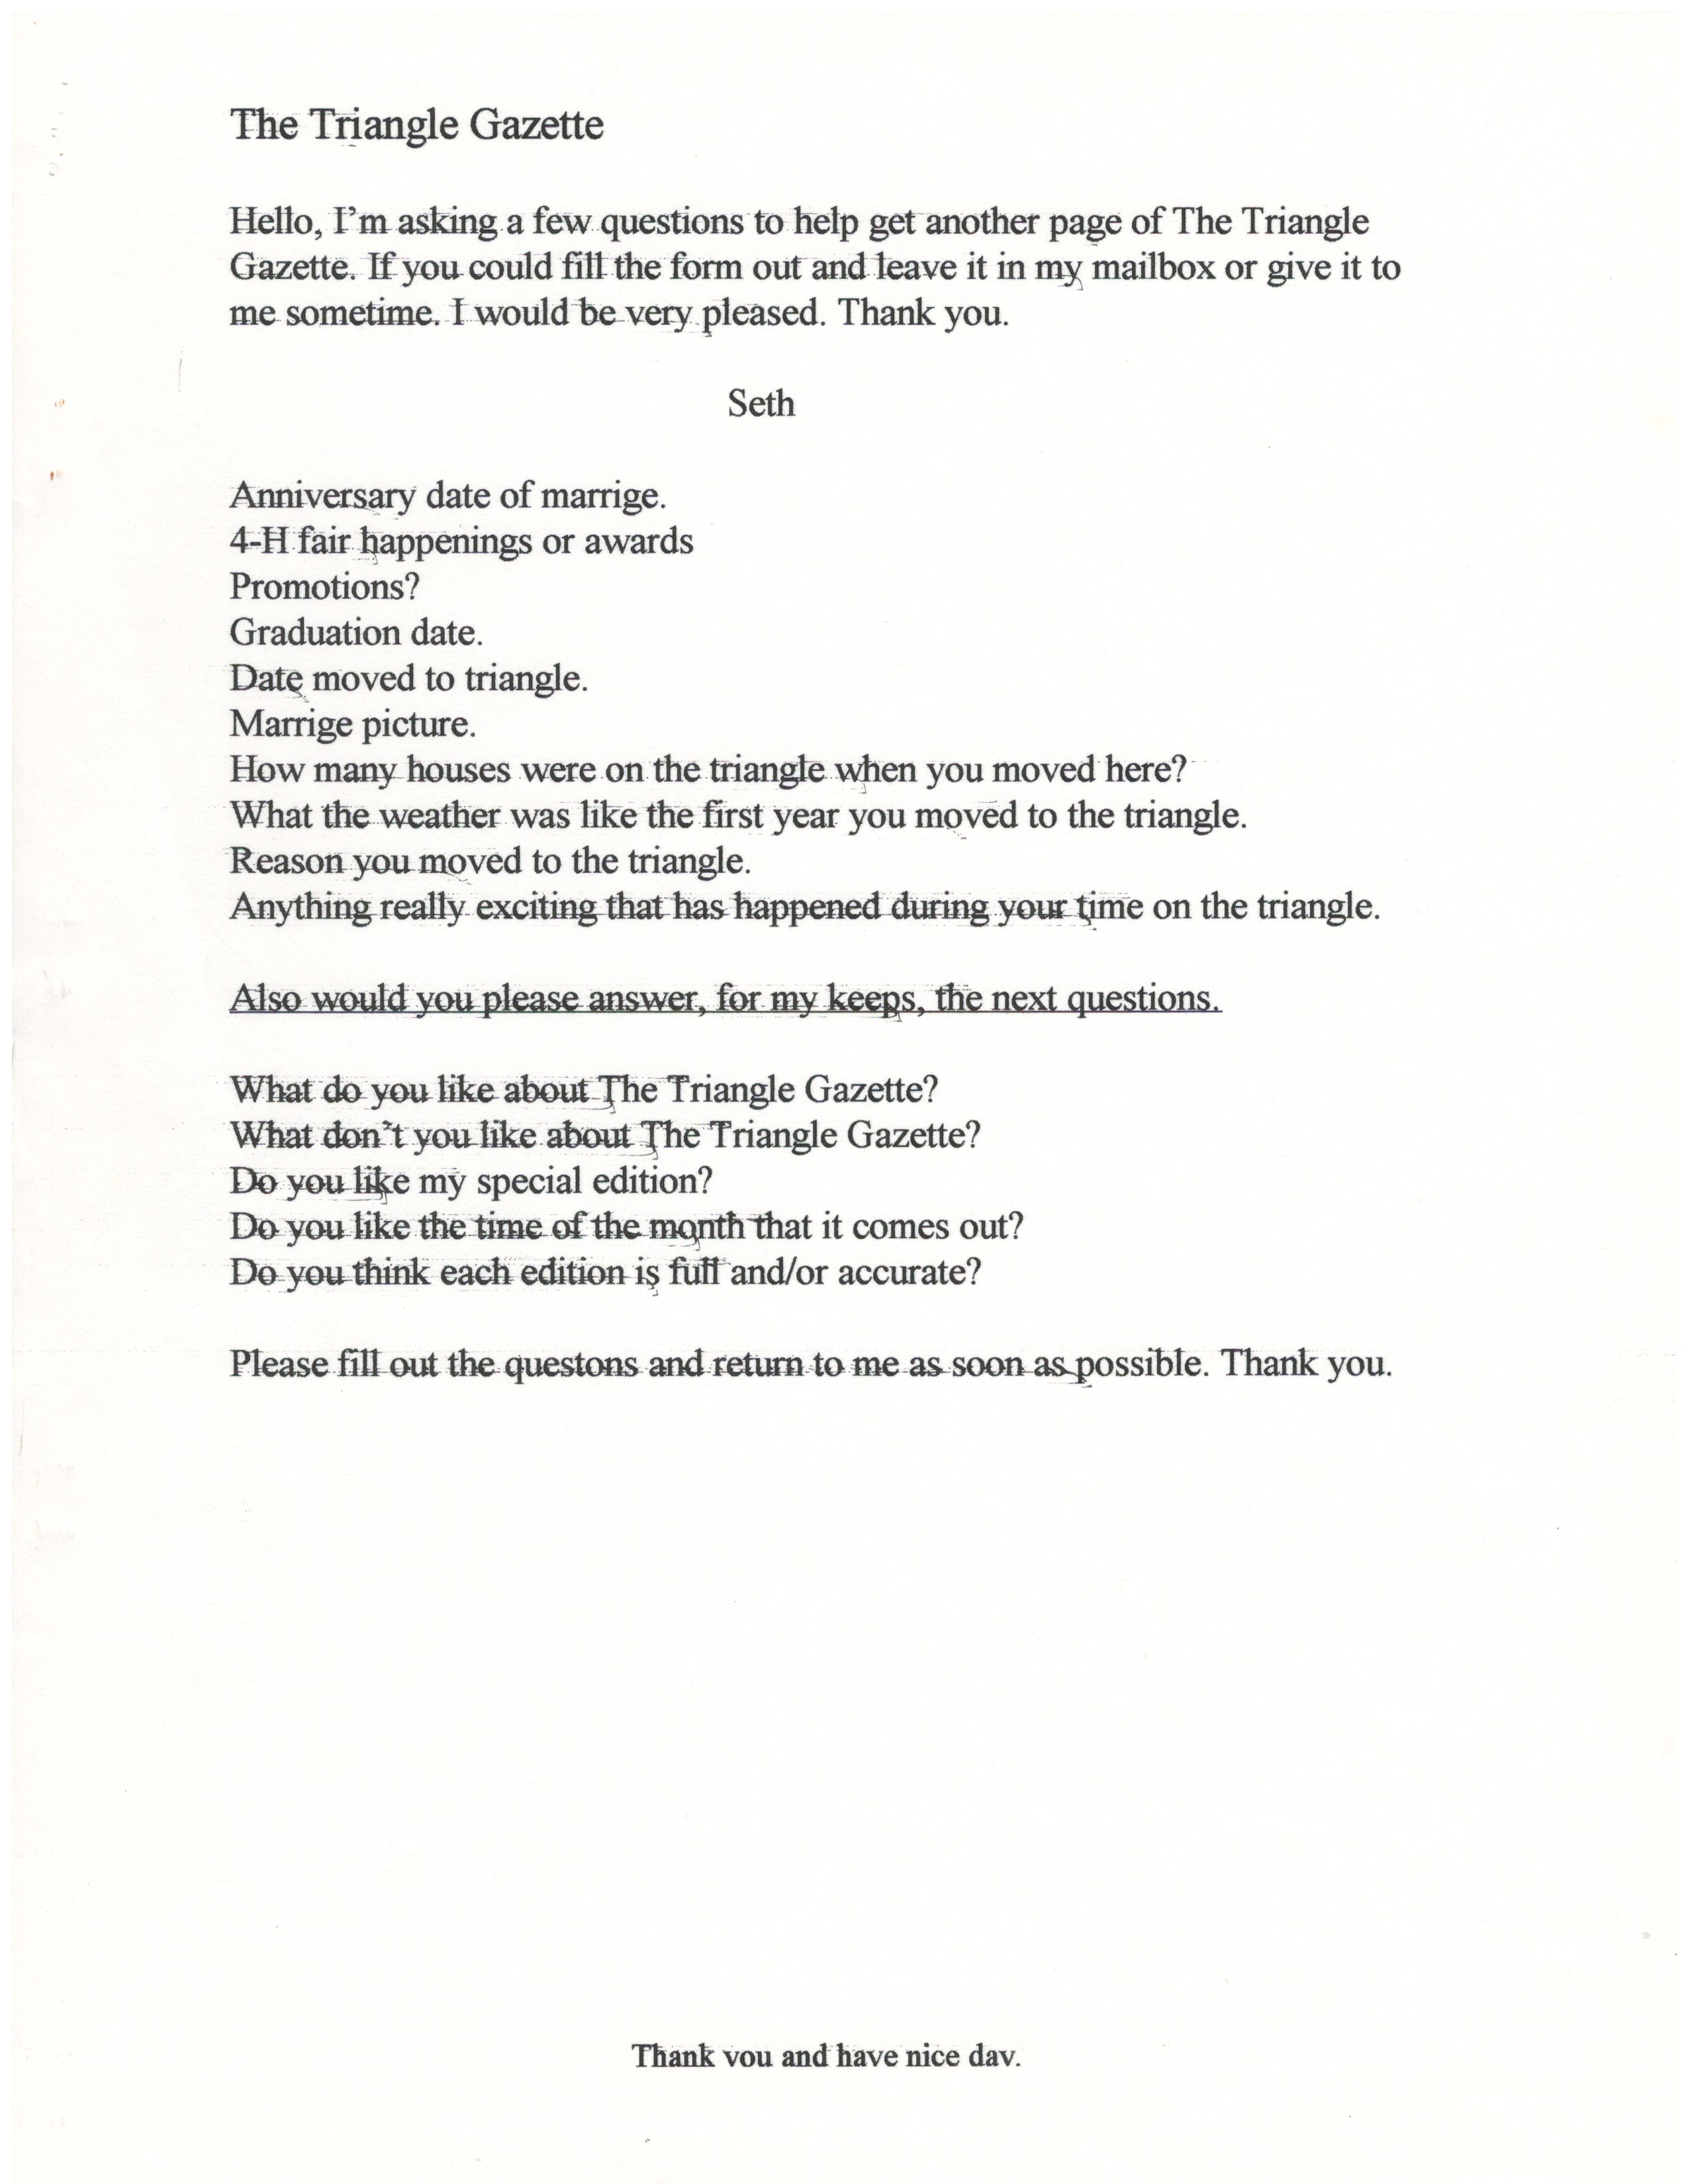 The Triangle Gazette
Hello, I'm asking a few questions to help get another page of The Triangle
Gazette. If you could fill the form out and leave it in my mailbox or give it to
me sometime. I would be very pleased. Thank you.
Seth
Anniversary date of marrige.
4-H fair happenings or awards
Promotions?
Graduation date.
Date moved to triangle.
Marrige picture.
How many houses were on the triangle when you moved here?
What the weather was like the first year you moved to the triangle.
Reason you moved to the triangle.
Anything really exciting that has happened during your time on the triangle.
Also would you please answer, for my keeps, the next questions.
What do you like about The Triangle Gazette?
What don't you like about The Triangle Gazette?
Do you like my special edition?
Do you like the time of the month that it comes out?
Do you think each edition is full and/or accurate?
Please fill out the questons and return to me as soon as possible. Thank you.
Thank you and have nice day.